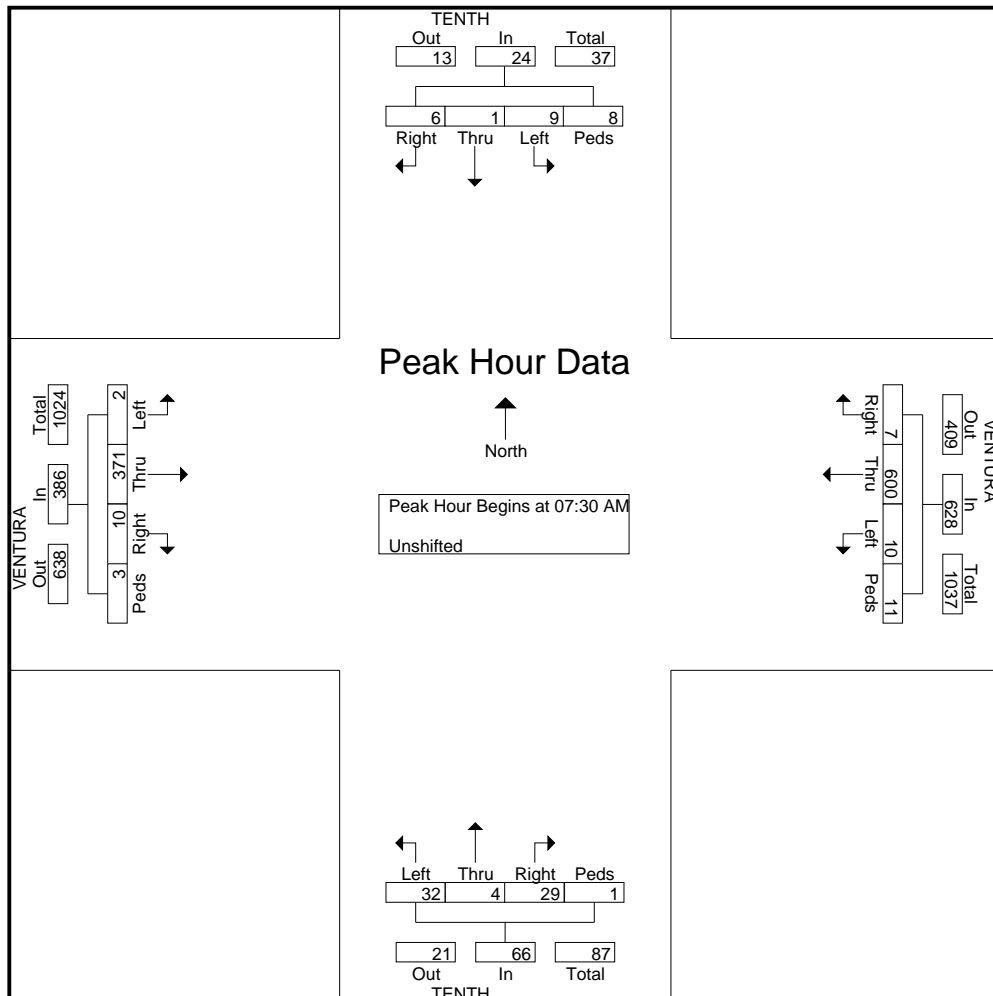 TENTH
Out In Total
13 24 37
6 1 9 8
Right Thru Left Peds
Peak Hour Data
North
Peak Hour Begins at 07:30 AM
Unshifted
VENTURA
Out In Total
638 386 1024
2 371 10 3
Left Thru Right Peds
VENTURA
Out In Total
409 628 1037
7 600 10 11
Right Thru Left Peds
Left Thru Right Peds
32 4 29 1
21 66 87
Out In Total
TENTH